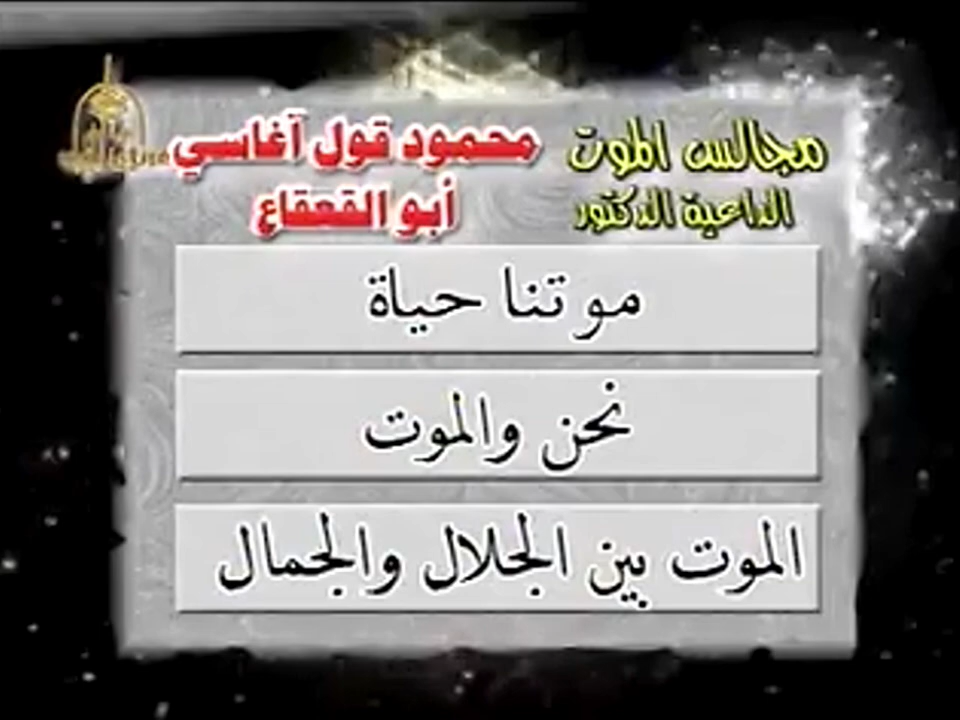 مجالس الموت
الداعية الدكتور
محمود قول آغاسي
أبو القعقاع
موتنا حياة
نحن والموت
الموت بين الجلال والجمال